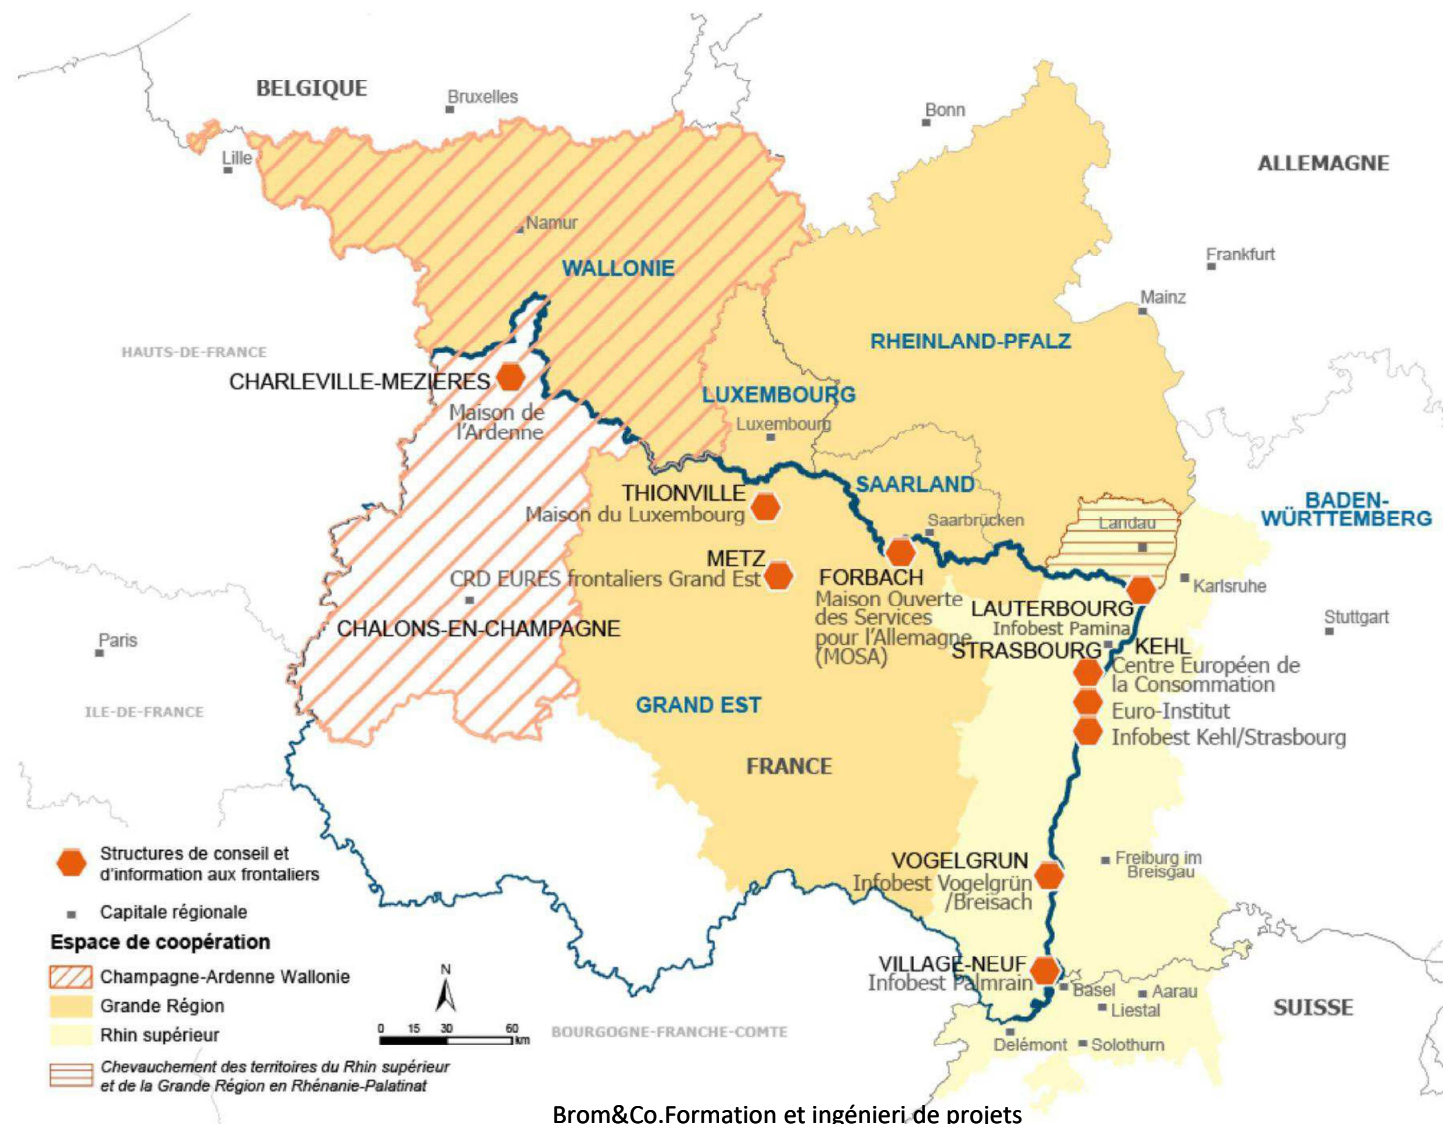 BELGIQUE
Bruxelles
Bonn
Lille
ALLEMAGNE
Namur
WALLONIE
Frankfurt
Mainz
HAUTS-DE-FRANCE
RHEINLAND-PFALZ
CHARLEVILLE-MEZIERES
Maison de
l'Ardenne
LUXEMBOURG
Luxembourg
THIONVILLE
Maison du Luxembourg
SAARLAND
Saarbrücken
Landau
BADEN-
WÜRTTEMBERG
METZ
CRD EURES frontaliers Grand Est
FORBACH
Maison Ouverte
des Services
pour l'Allemagne
(MOSA)
Karlsruhe
LAUTERBOURG
Infobest Pamina
CHALONS-EN-CHAMPAGNE
Paris
Stuttgart
STRASBOURG
KEHL
Centre Européen de
la Consommation
Euro-Institut
Infobest Kehl/Strasbourg
ILE-DE-FRANCE
GRAND EST
FRANCE
VOGELGRUN
Infobest Vogelgrün
/Breisach
Freiburg im
Breisgau
VILLAGE-NEUF
Infobest Palmrain
Basel
Aarau
Liestal
SUISSE
Delémont
Solothurn
BOURGOGNE-FRANCHE-COMTE
Structures de conseil et
d'information aux frontaliers
Capitale régionale
Espace de coopération
Champagne-Ardenne Wallonie
Grande Région
Rhin supérieur
Chevauchement des territoires du Rhin supérieur
et de la Grande Région en Rhénanie-Palatinat
N
0 15 30 60
km
Brom&Co.Formation et ingénieri de projets